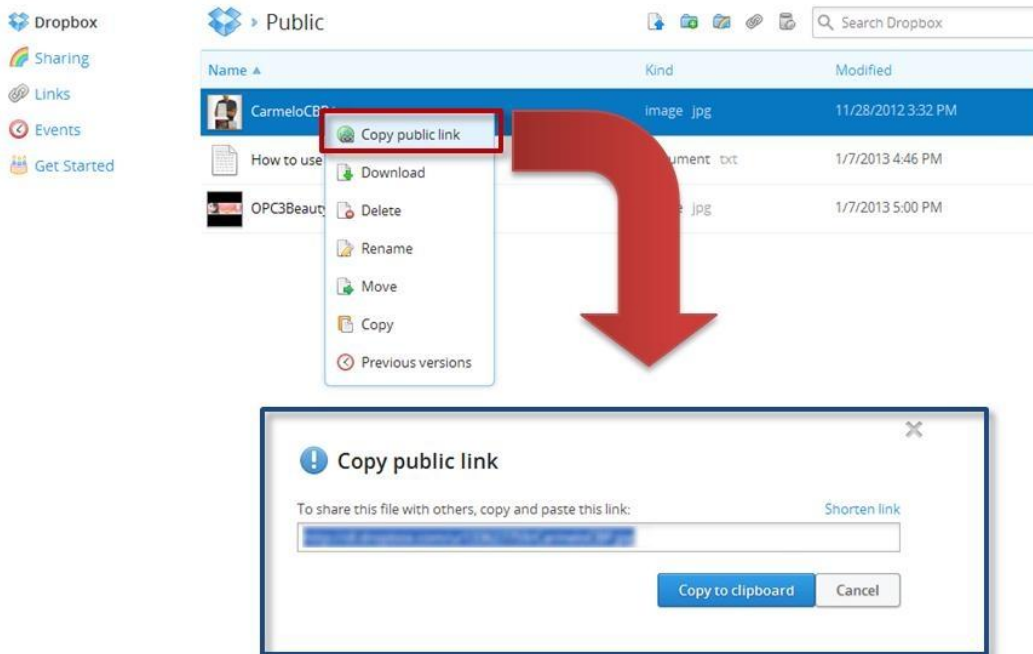 Dropbox
Sharing
Links
Events
Get Started
Public
Search Dropbox
Name Kind Modified
image jpg 11/28/2012 3:32 PM
How to use txt 1/7/2013 4:46 PM
jpg 1/7/2013 5:00 PM
Copy public link
Download
Delete
Rename
Move
Copy
Previous versions
Copy public link
To share this file with others, copy and paste this link: Shorten link
Copy to clipboard Cancel